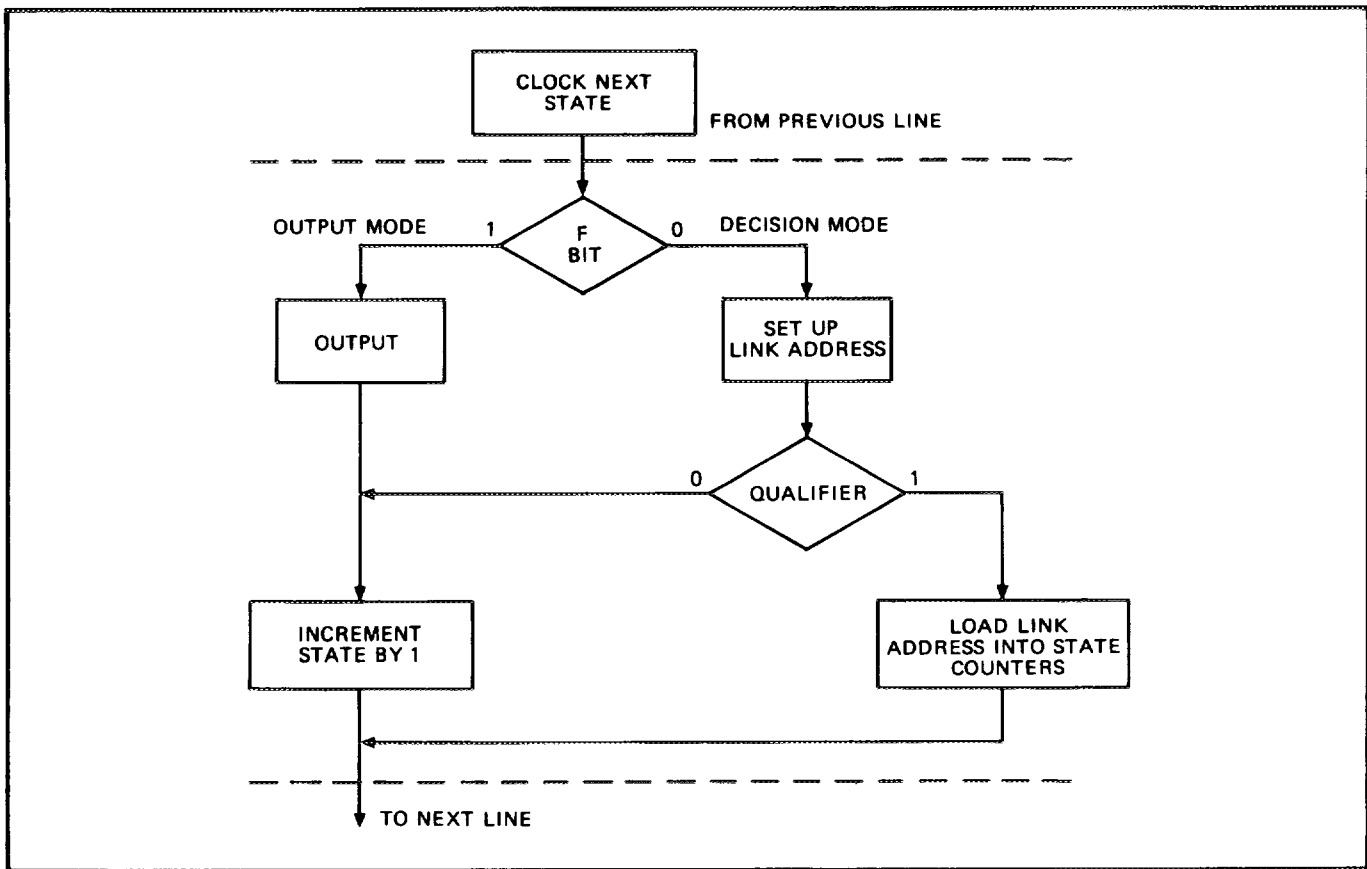 CLOCK NEXT
STATE
FROM PREVIOUS LINE
OUTPUT MODE
1
F
BIT
0
DECISION MODE
OUTPUT
SET UP
LINK ADDRESS
0
QUALIFIER
1
INCREMENT
STATE BY 1
LOAD LINK
ADDRESS INTO STATE
COUNTERS
TO NEXT LINE